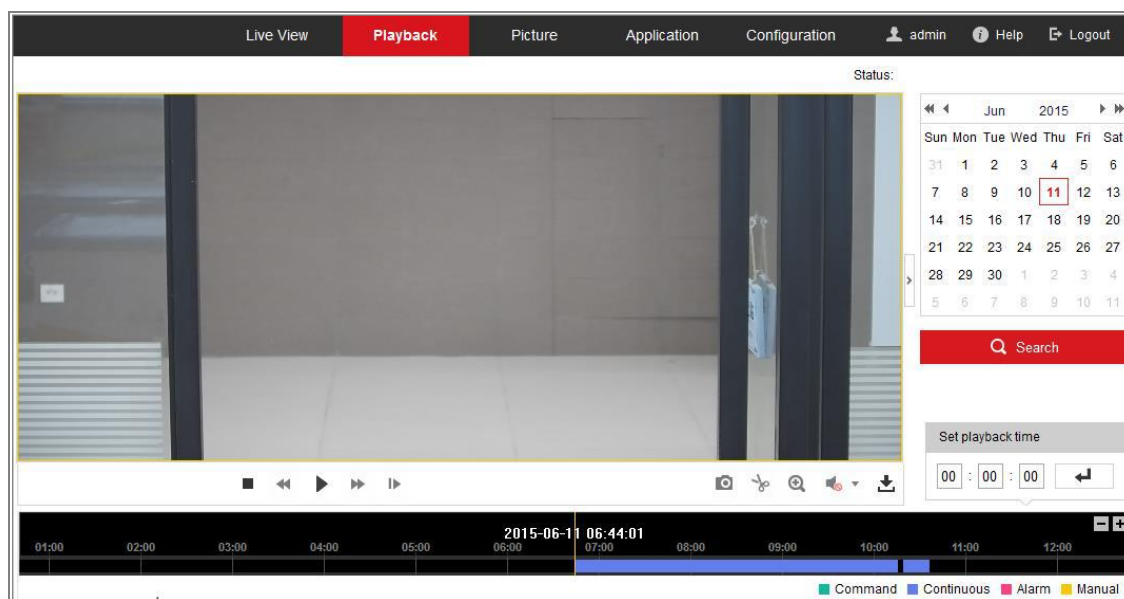 Live View Playback Picture Application Configuration admin Help Logout
Status:
Jun 2015
Sun Mon Tue Wed Thu Fri Sat
31 1 2 3 4 5 6
7 8 9 10 11 12 13
14 15 16 17 18 19 20
21 22 23 24 25 26 27
28 29 30 1 2 3 4
5 6 7 8 9 10 11
Search
Set playback time
00 : 00 : 00
2015-06-11 06:44:01
01:00 02:00 03:00 04:00 05:00 06:00 07:00 08:00 09:00 10:00 11:00 12:00
Command Continuous Alarm Manual